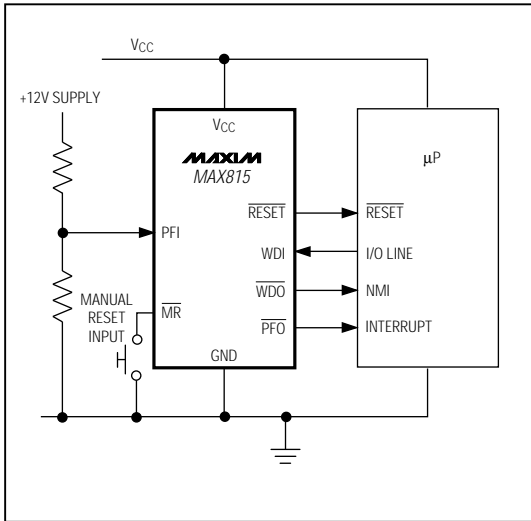 VCC
+12V SUPPLY
VCC
MAXIM
MAX815
μP
RESET
RESET
PFI
WDI
I/O LINE
WDO
NMI
MANUAL
RESET
INPUT
MR
PFO
INTERRUPT
GND